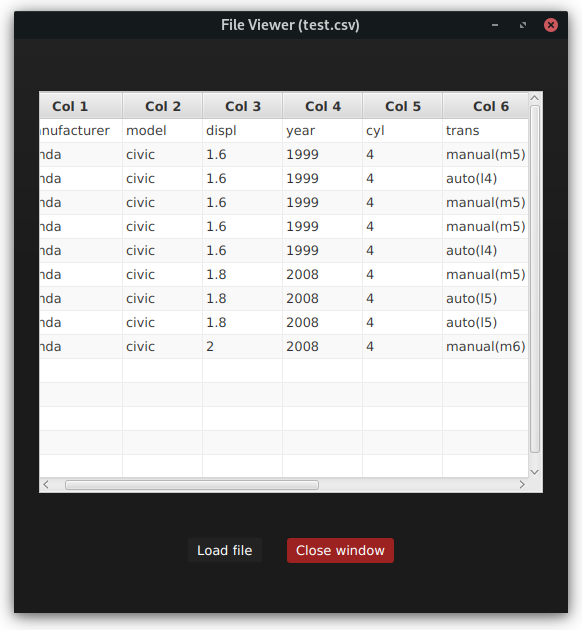 File Viewer (test.csv)
Col 1 Col 2 Col 3 Col 4 Col 5 Col 6
nufacturer model displ year cyl trans
nda civic 1.6 1999 4 manual(m5)
nda civic 1.6 1999 4 auto(l4)
nda civic 1.6 1999 4 manual(m5)
nda civic 1.6 1999 4 manual(m5)
nda civic 1.6 1999 4 auto(l4)
nda civic 1.8 2008 4 manual(m5)
nda civic 1.8 2008 4 auto(l5)
nda civic 1.8 2008 4 auto(l5)
nda civic 2 2008 4 manual(m6)
Load file Close window